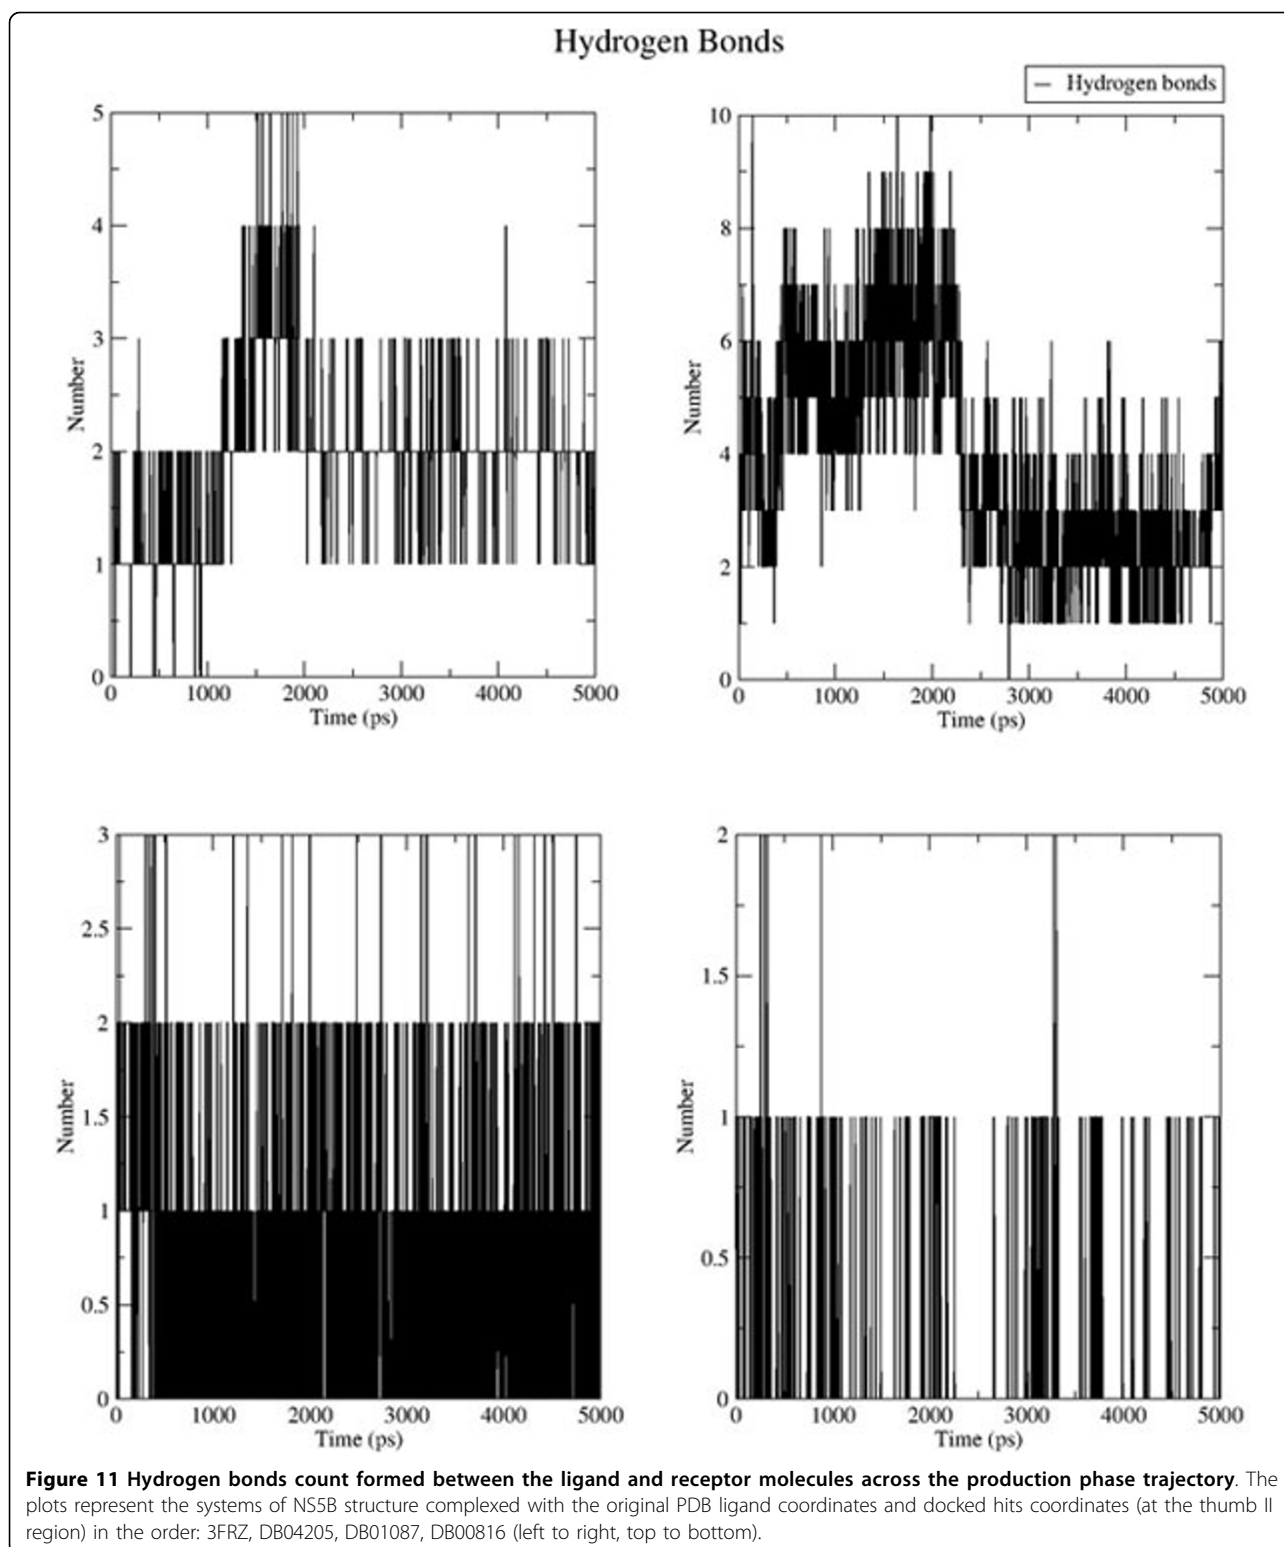 Hydrogen Bonds
Hydrogen bonds
5
4
3
2
1
0
Number
0 1000 2000 3000 4000 5000
Time (ps)
10
8
6
4
2
0
Number
0 1000 2000 3000 4000 5000
Time (ps)
3
2.5
2
1.5
1
0.5
0
Number
0 1000 2000 3000 4000 5000
Time (ps)
2
1.5
1
0.5
0
Number
0 1000 2000 3000 4000 5000
Time (ps)
Figure 11 Hydrogen bonds count formed between the ligand and receptor molecules across the production phase trajectory. The
plots represent the systems of NS5B structure complexed with the original PDB ligand coordinates and docked hits coordinates (at the thumb II
region) in the order: 3FRZ, DB04205, DB01087, DB00816 (left to right, top to bottom).